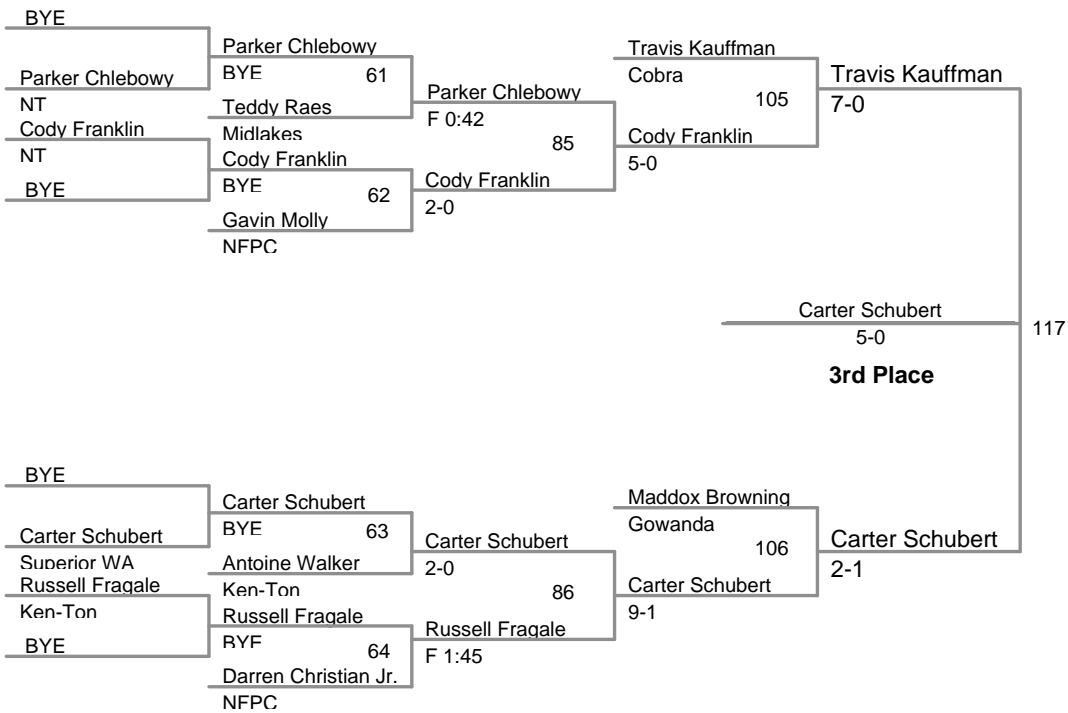 BYE
Parker Chlebowy
NT
Cody Franklin
NT
BYE
Parker Chlebowy
BYE
61
Teddy Raes
Midlakes
Cody Franklin
BYE
62
Gavin Molly
NFPC
Parker Chlebowy
F 0:42
85
Cody Franklin
2-0
Travis Kauffman
Cobra
105
Cody Franklin
5-0
Travis Kauffman
7-0
Carter Schubert
5-0
117
3rd Place
BYE
Carter Schubert
Superior WA
Russell Fragale
Ken-Ton
BYE
Carter Schubert
BYE
63
Antoine Walker
Ken-Ton
Russell Fragale
BYE
64
Darren Christian Jr.
NFPC
Carter Schubert
2-0
86
Russell Fragale
F 1:45
Maddox Browning
Gowanda
106
Carter Schubert
9-1
Carter Schubert
2-1